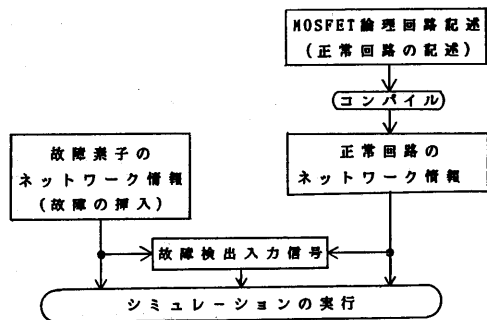 MOSFET論理回路記述
(正常回路の記述)
コンパイル
故障素子の
ネットワーク情報
(故障の挿入)
正常回路の
ネットワーク情報
故障検出入力信号
シミュレーションの実行